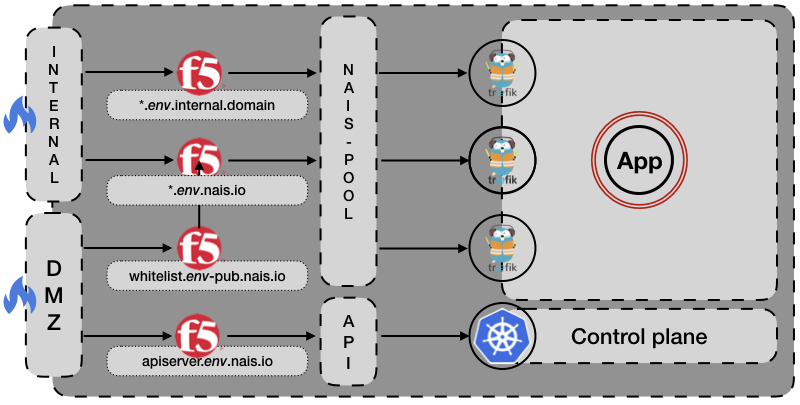 INTERNAL
f5
*.env.internal.domain
f5
*.env.nais.io
DMZ
f5
whitelist.env-pub.nais.io
f5
apiserver.env.nais.io
NAIS-POOL
API
træfik
træfik
træfik
App
Control plane